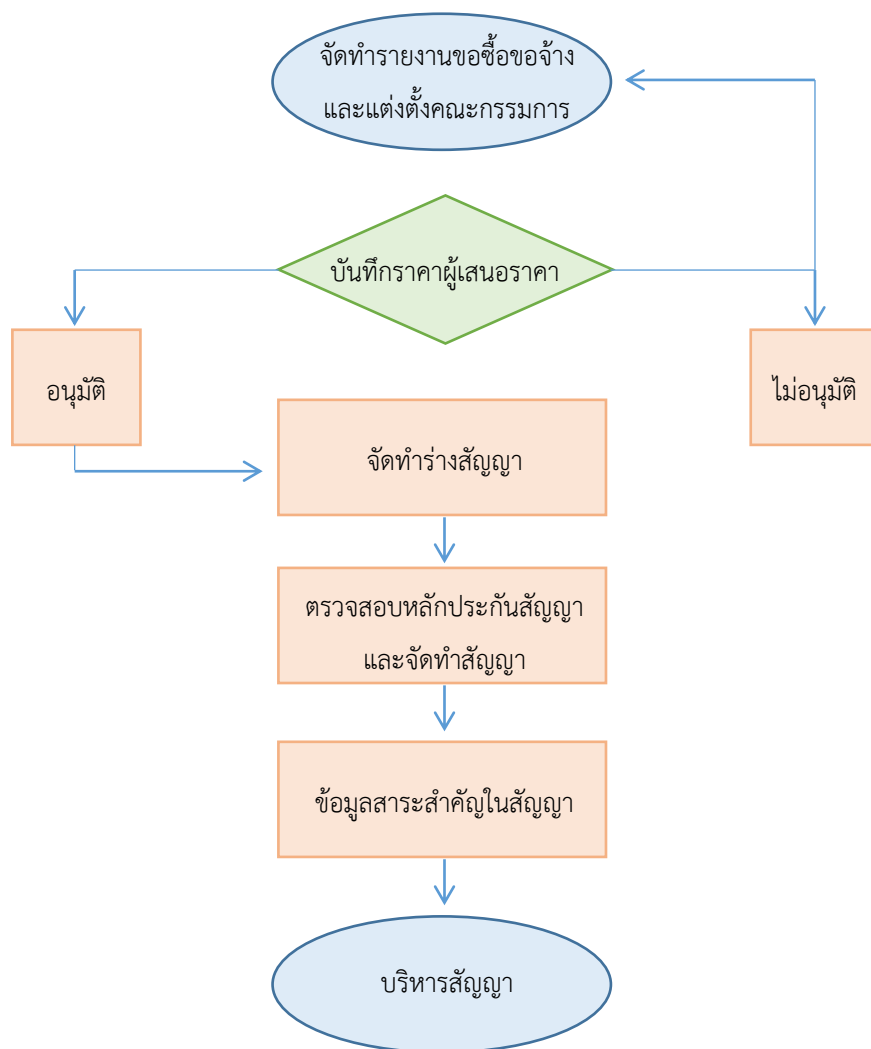 จัดทำรายงานขอซื้อขอจ้าง
และแต่งตั้งคณะกรรมการ
บันทึกราคาผู้เสนอราคา
อนุมัติ
ไม่อนุมัติ
จัดทำร่างสัญญา
ตรวจสอบหลักประกันสัญญา
และจัดทำสัญญา
ข้อมูลสาระสำคัญในสัญญา
บริหารสัญญา